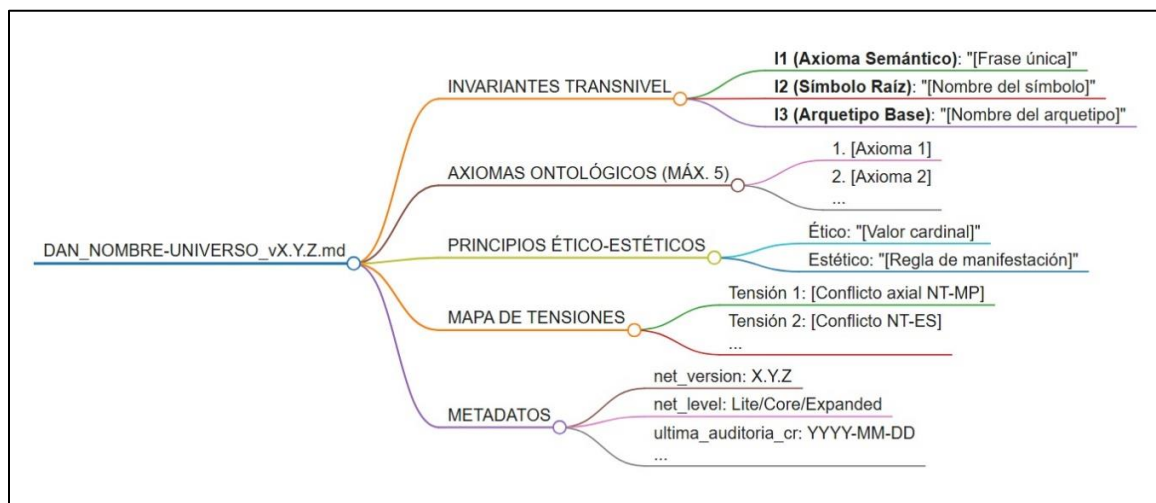 DAN_NOMBRE-UNIVERSO_vX.Y.Z.md
INVARIANTES TRANSNIVEL
I1 (Axioma Semántico): "[Frase única]"
I2 (Símbolo Raíz): "[Nombre del símbolo]"
I3 (Arquetipo Base): "[Nombre del arquetipo]"
AXIOMAS ONTOLÓGICOS (MÁX. 5)
1. [Axioma 1]
2. [Axioma 2]
...
PRINCIPIOS ÉTICO-ESTÉTICOS
Ético: "[Valor cardinal]"
Estético: "[Regla de manifestación]"
MAPA DE TENSIONES
Tensión 1: [Conflicto axial NT-MP]
Tensión 2: [Conflicto NT-ES]
...
METADATOS
net_version: X.Y.Z
net_level: Lite/Core/Expanded
ultima_auditoria_cr: YYYY-MM-DD
...